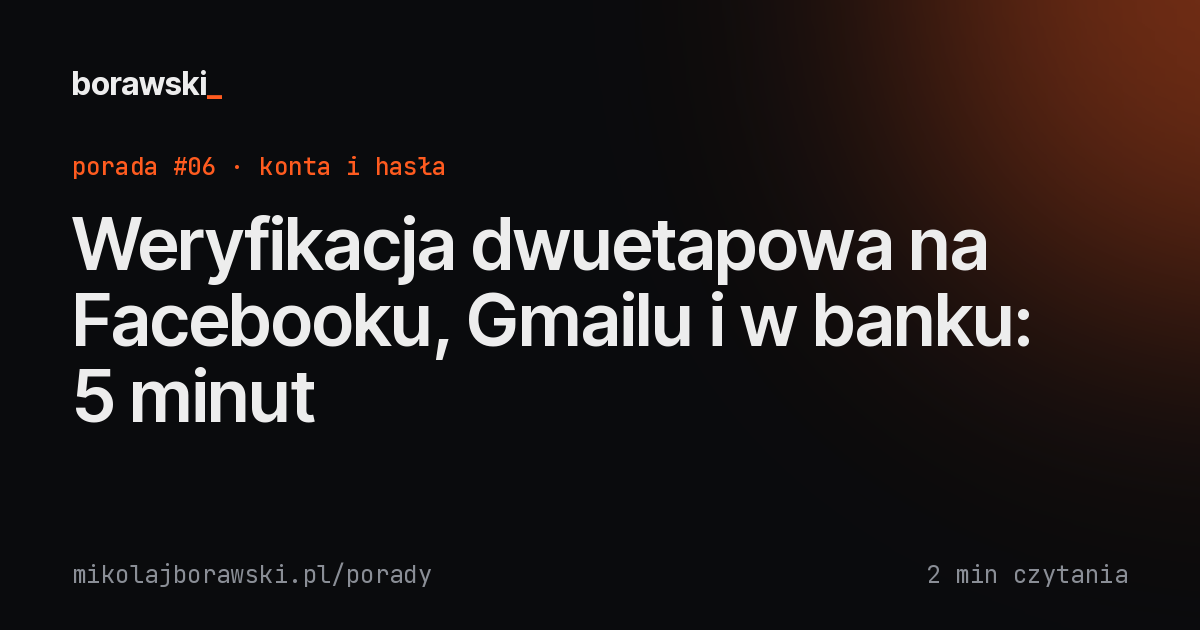 borawski_
porada #06 · konta i hasła
Weryfikacja dwuetapowa na
Facebooku, Gmailu i w banku:
5 minut
mikolajborawski.pl/porady
2 min czytania